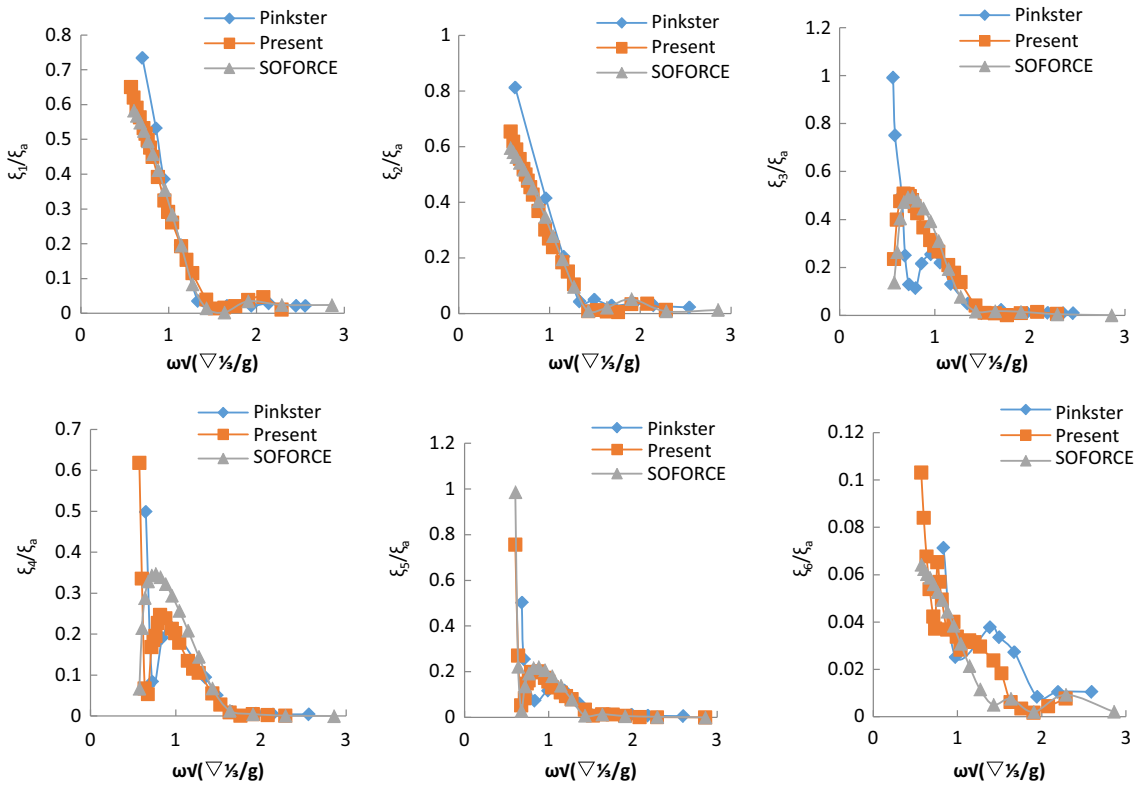 Pinkster
Present
SOFORCE
0.8
0.7
0.6
0.5
0.4
0.3
0.2
0.1
0
0 1 2 3
ξ1/ξa
ω√(▽⅓/g)
Pinkster
Present
SOFORCE
1
0.8
0.6
0.4
0.2
0
0 1 2 3
ξ2/ξa
ω√(▽⅓/g)
Pinkster
Present
SOFORCE
1.2
1
0.8
0.6
0.4
0.2
0
0 1 2 3
ξ3/ξa
ω√(▽⅓/g)
Pinkster
Present
SOFORCE
0.7
0.6
0.5
0.4
0.3
0.2
0.1
0
0 1 2 3
ξ4/ξa
ω√(▽⅓/g)
Pinkster
Present
SOFORCE
1.2
1
0.8
0.6
0.4
0.2
0
0 1 2 3
ξ5/ξa
ω√(▽⅓/g)
Pinkster
Present
SOFORCE
0.12
0.1
0.08
0.06
0.04
0.02
0
0 1 2 3
ξ6/ξa
ω√(▽⅓/g)